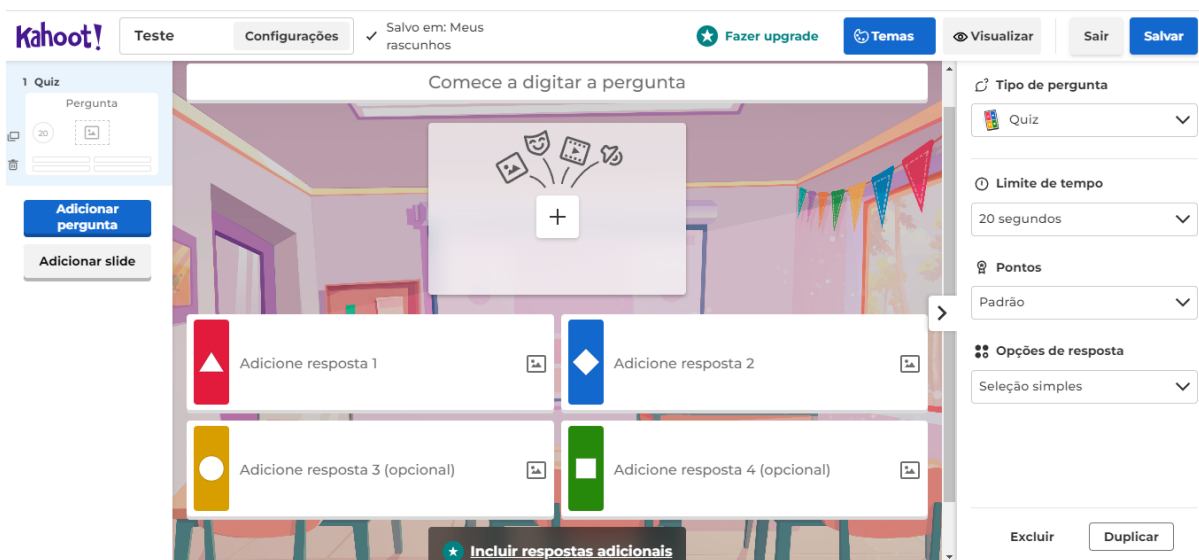 Kahoot!
Teste
Configurações
Salvo em: Meus
rascunhos
Fazer upgrade
Temas
Visualizar
Sair
Salvar
1 Quiz
Pergunta
20
Adicionar
pergunta
Adicionar slide
Comece a digitar a pergunta
Adicione resposta 1
Adicione resposta 2
Adicione resposta 3 (opcional)
Adicione resposta 4 (opcional)
Incluir respostas adicionais
Tipo de pergunta
Quiz
Limite de tempo
20 segundos
Pontos
Padrão
Opções de resposta
Seleção simples
Excluir
Duplicar